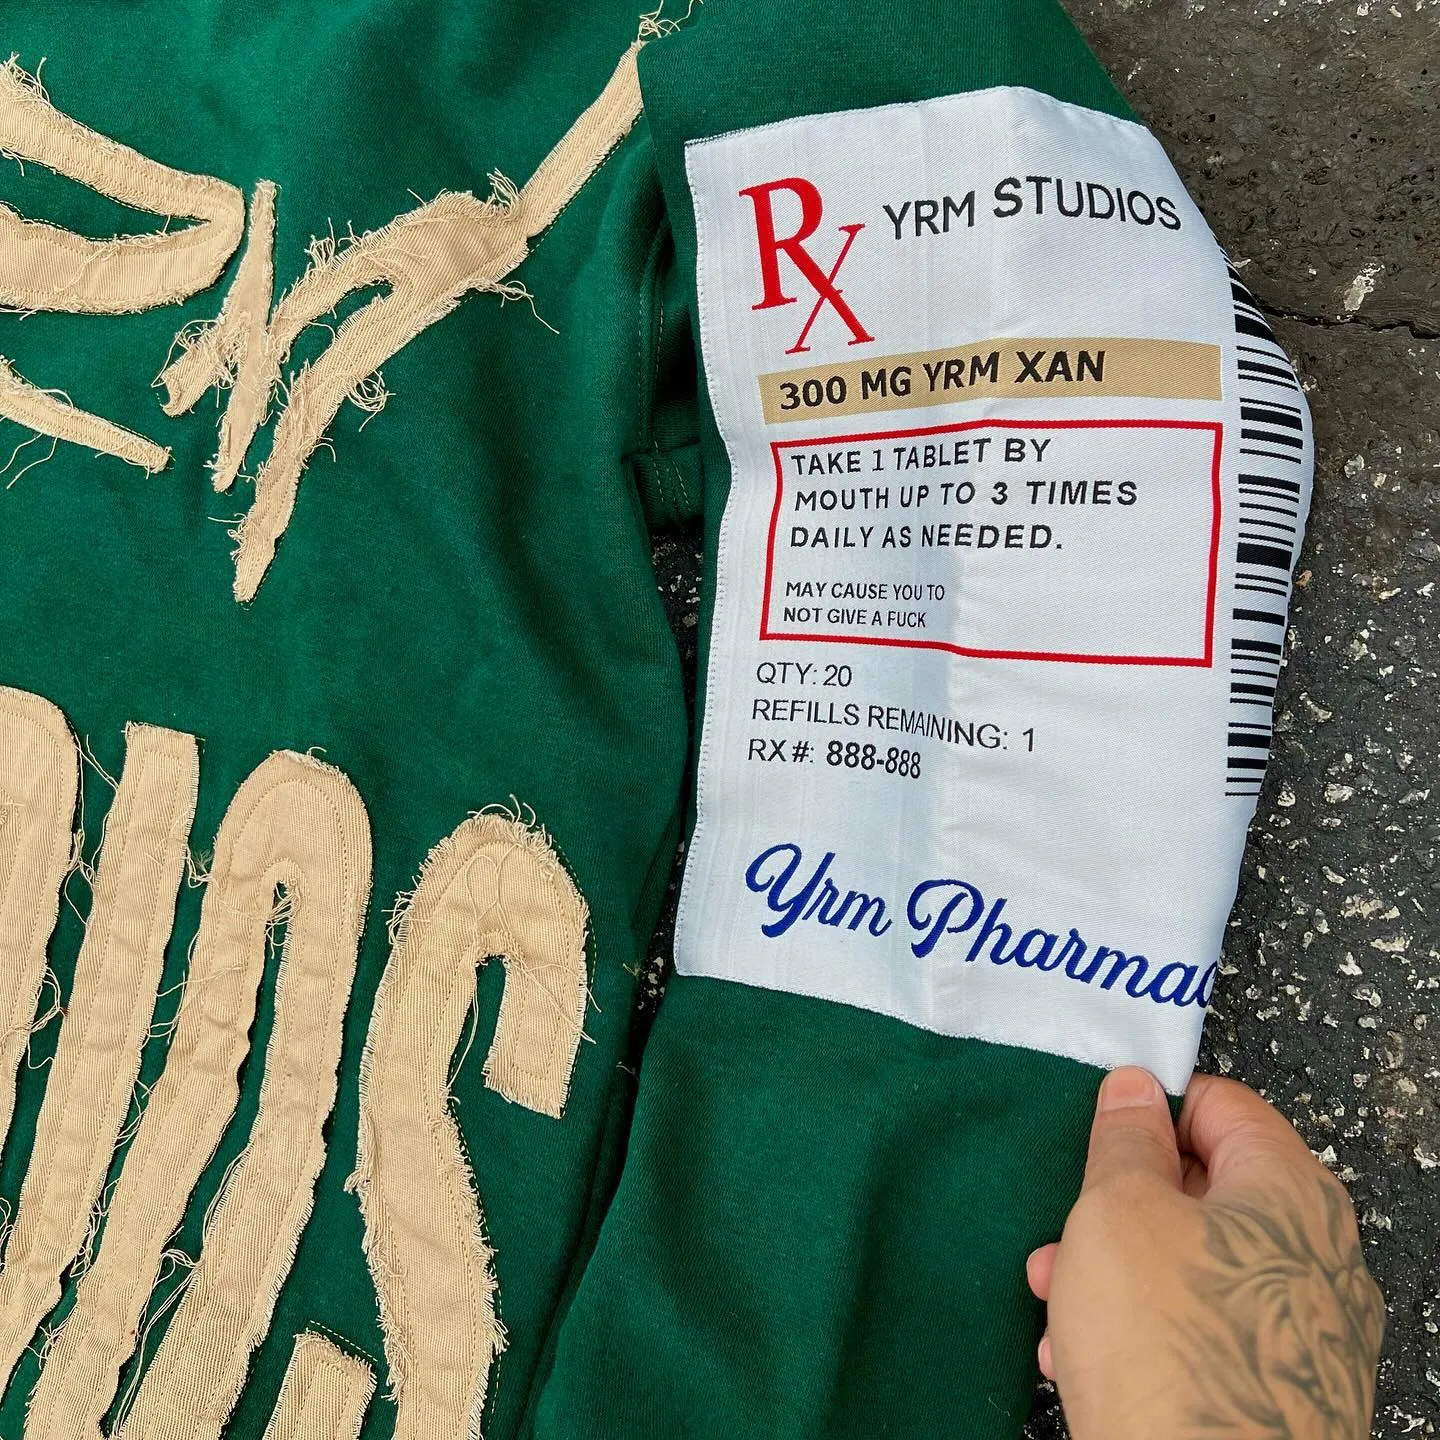 Rx YRM STUDIOS
300 MG YRM XAN
TAKE 1 TABLET BY
MOUTH UP TO 3 TIMES
DAILY AS NEEDED.
MAY CAUSE YOU TO
NOT GIVE A FUCK
QTY: 20
REFILLS REMAINING: 1
RX#: 888-888
Yrm Pharmac